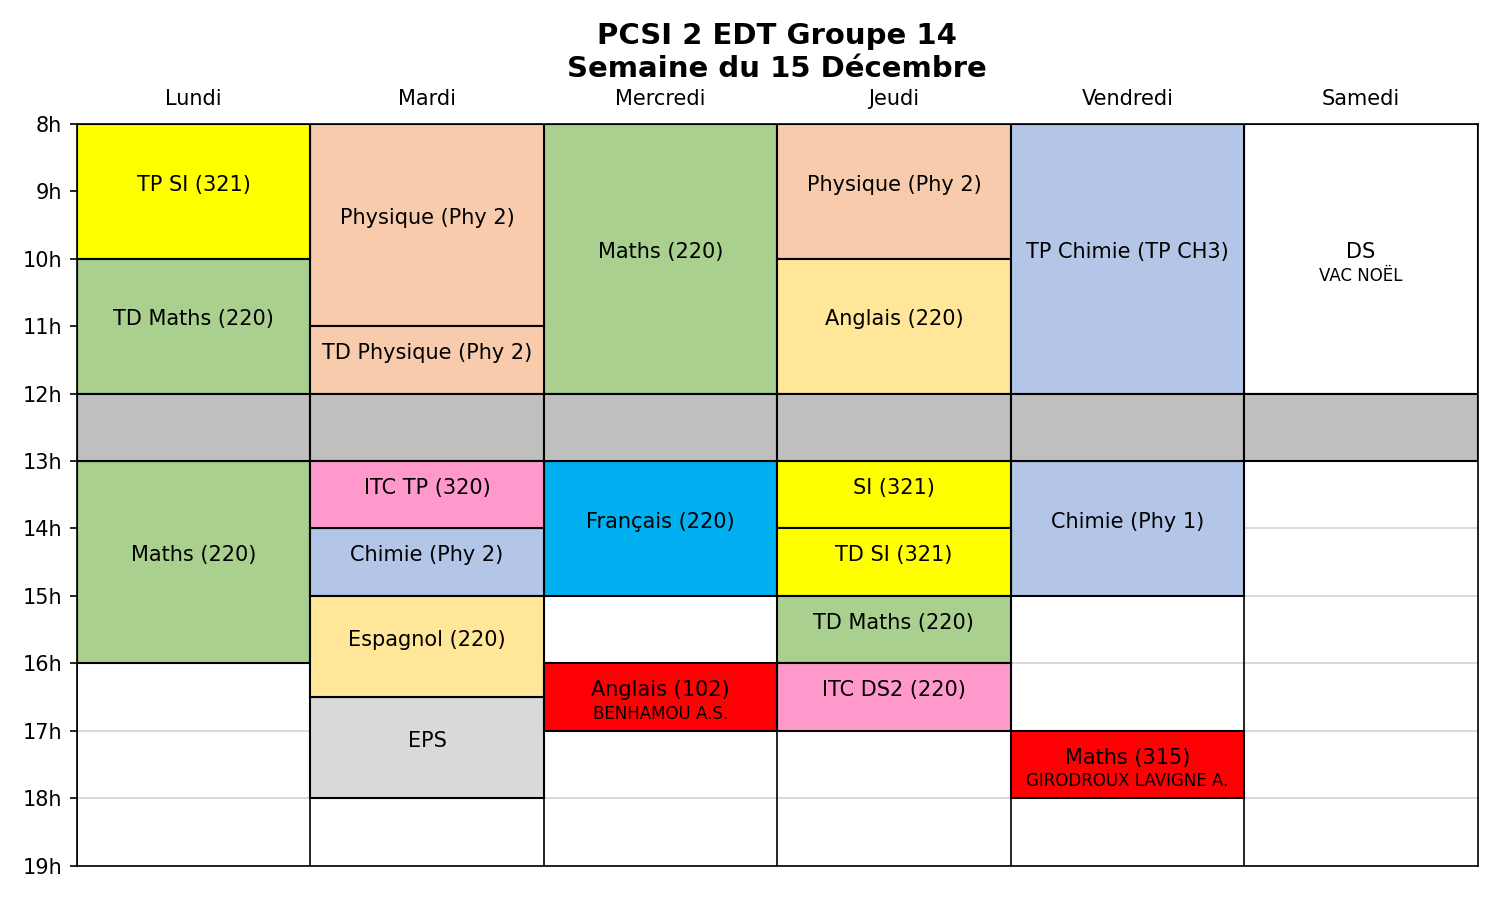 PCSI 2 EDT Groupe 14
Semaine du 15 Décembre
Lundi
Mardi
Mercredi
Jeudi
Vendredi
Samedi
8h
9h
10h
11h
12h
13h
14h
15h
16h
17h
18h
19h
TP SI (321)
TD Maths (220)
Maths (220)
Physique (Phy 2)
TD Physique (Phy 2)
ITC TP (320)
Chimie (Phy 2)
Espagnol (220)
EPS
Maths (220)
Français (220)
Anglais (102)
BENHAMOU A.S.
Physique (Phy 2)
Anglais (220)
SI (321)
TD SI (321)
TD Maths (220)
ITC DS2 (220)
TP Chimie (TP CH3)
Chimie (Phy 1)
Maths (315)
GIRODROUX LAVIGNE A.
DS
VAC NOËL